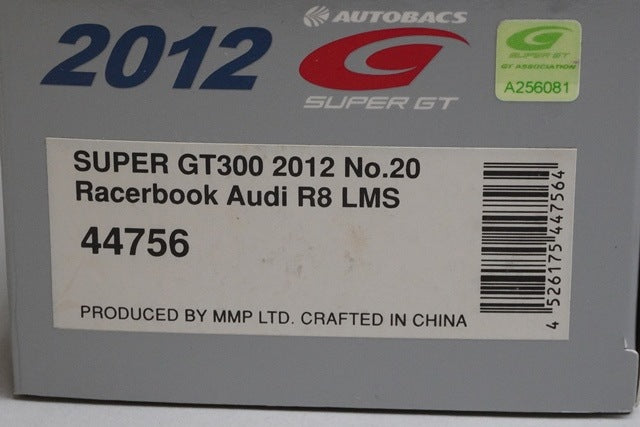 2012
AUTOBACS
SUPER GT
SUPER GT
GT ASSOCIATION
A256081
SUPER GT300 2012 No.20
Racerbook Audi R8 LMS
44756
PRODUCED BY MMP LTD. CRAFTED IN CHINA
4 526175 447564